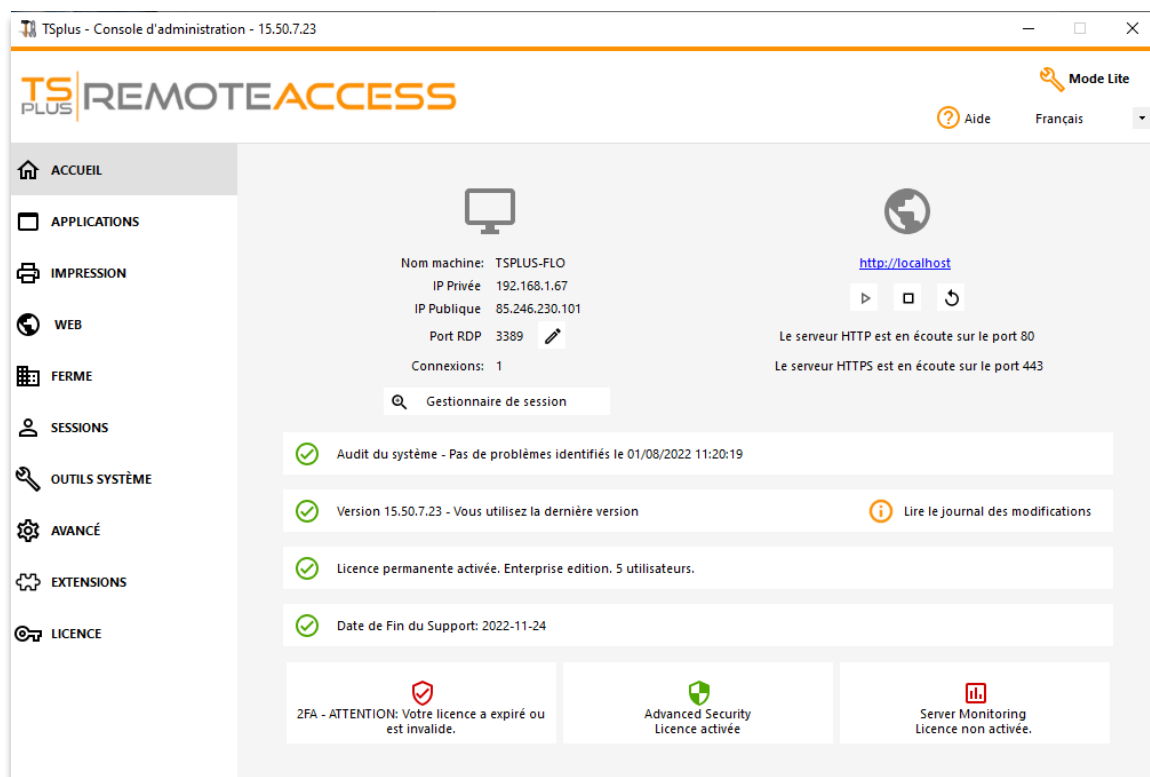 TSplus - Console d'administration - 15.50.7.23
TS PLUS REMOTEACCESS
Mode Lite
Aide
Français
ACCUEIL
APPLICATIONS
IMPRESSION
WEB
FERME
SESSIONS
OUTILS SYSTÈME
AVANCÉ
EXTENSIONS
LICENCE
Nom machine: TSPLUS-FLO
IP Privée 192.168.1.67
IP Publique 85.246.230.101
Port RDP 3389
Connexions: 1
Gestionnaire de session
http://localhost
Le serveur HTTP est en écoute sur le port 80
Le serveur HTTPS est en écoute sur le port 443
Audit du système - Pas de problèmes identifiés le 01/08/2022 11:20:19
Version 15.50.7.23 - Vous utilisez la dernière version
Lire le journal des modifications
Licence permanente activée. Enterprise edition. 5 utilisateurs.
Date de Fin du Support: 2022-11-24
2FA - ATTENTION: Votre licence a expiré ou
est invalide.
Advanced Security
Licence activée
Server Monitoring
Licence non activée.